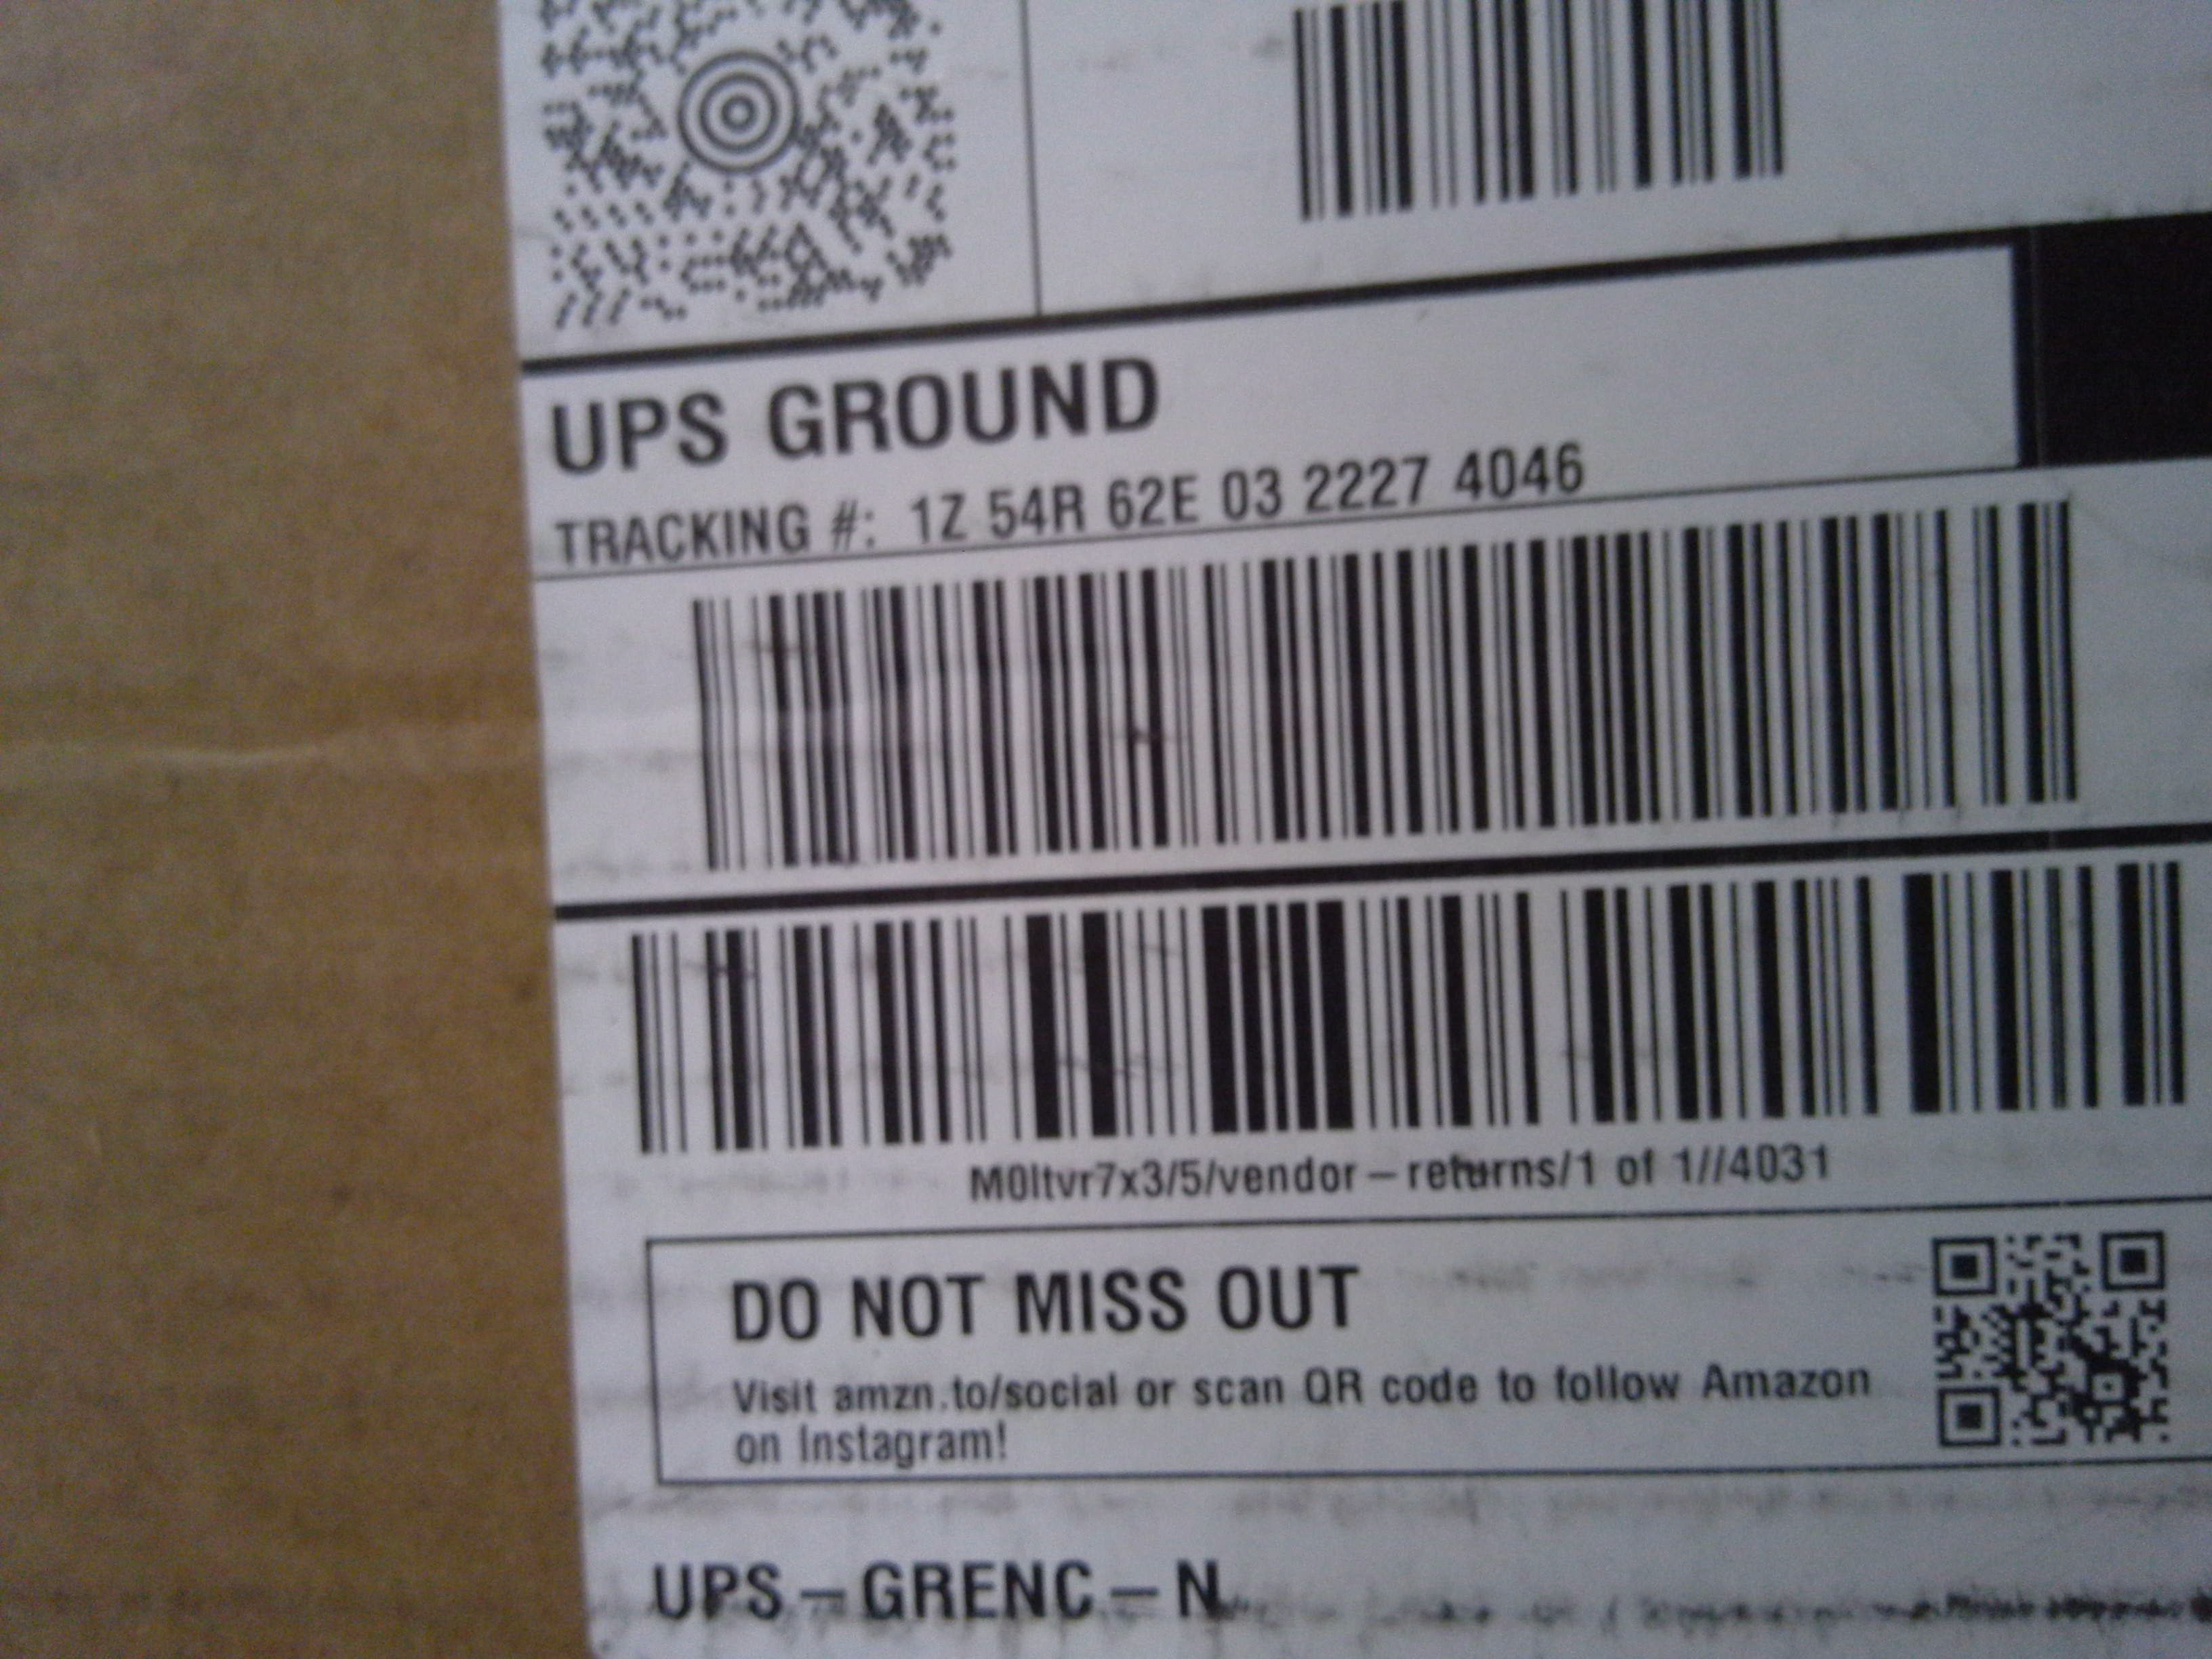 UPS GROUND
TRACKING #: 1Z 54R 62E 03 2227 4046
M0ltvr7x3/5/vendor-returns/1 of 1//4031
DO NOT MISS OUT
Visit amzn.to/social or scan QR code to follow Amazon
on Instagram!
UPS-GRENC-N